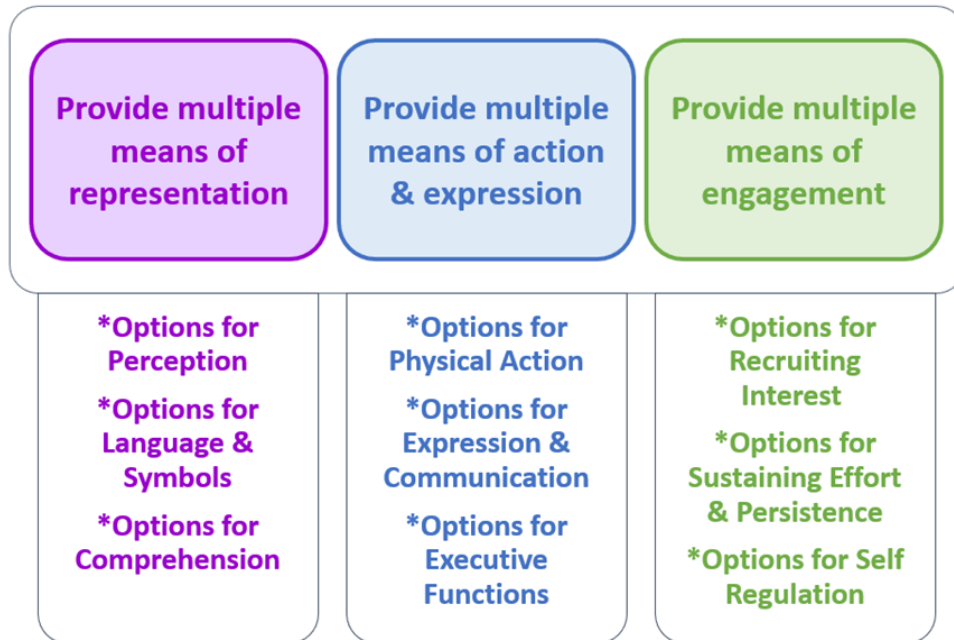 Provide multiple
means of
representation
Provide multiple
means of action
& expression
Provide multiple
means of
engagement
*Options for
Perception
*Options for
Language &
Symbols
*Options for
Comprehension
*Options for
Physical Action
*Options for
Expression &
Communication
*Options for
Executive
Functions
*Options for
Recruiting
Interest
*Options for
Sustaining Effort
& Persistence
*Options for Self
Regulation